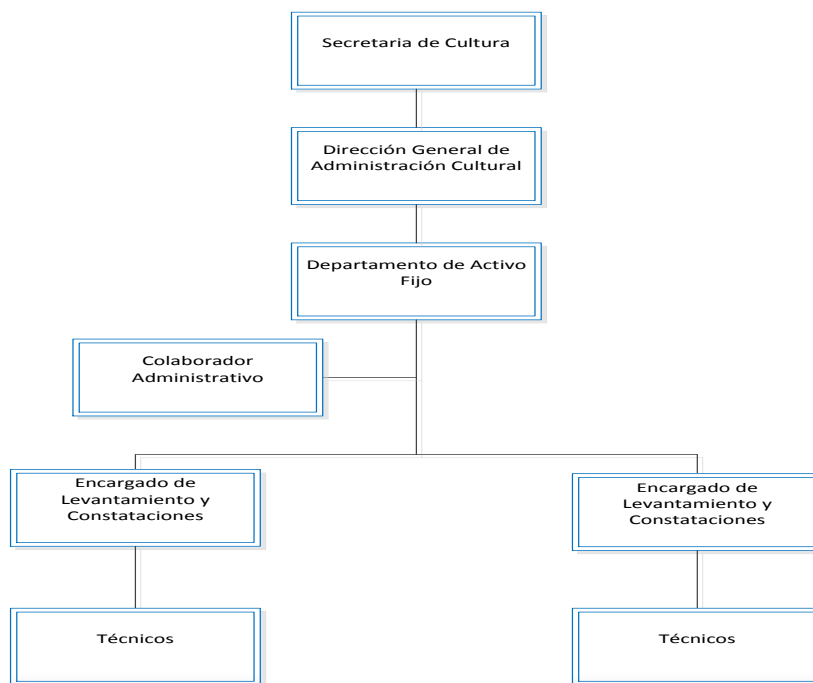 Secretaria de Cultura
Dirección General de
Administración Cultural
Departamento de Activo
Fijo
Colaborador
Administrativo
Encargado de
Levantamiento y
Constataciones
Encargado de
Levantamiento y
Constataciones
Técnicos
Técnicos